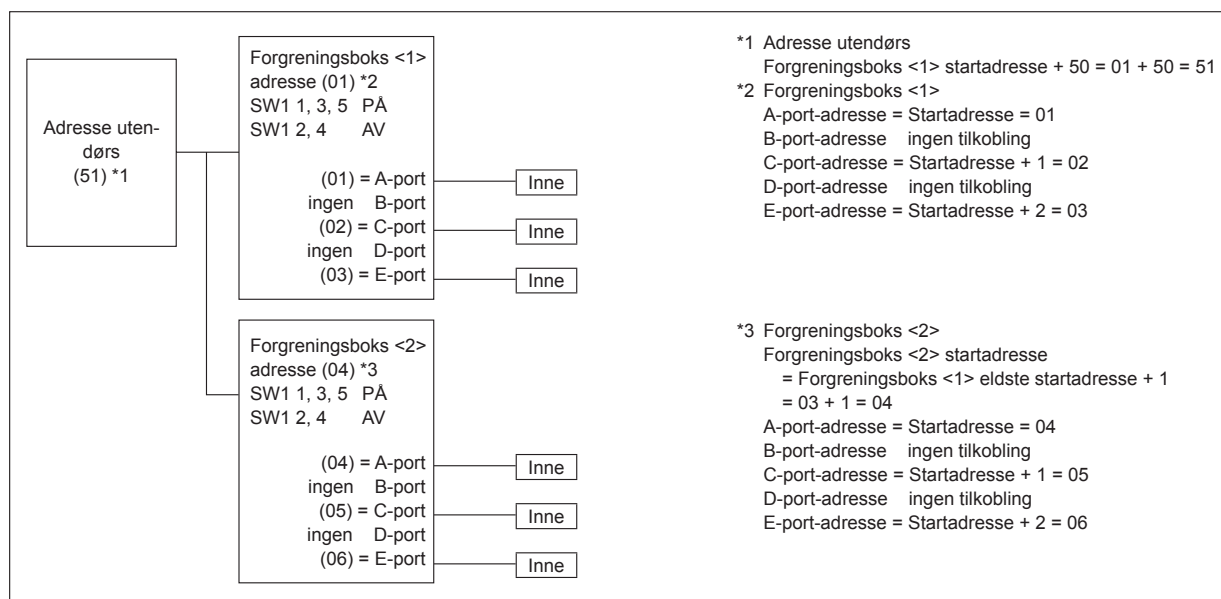 Adresse uten-
dørs
(51) *1
Forgreningsboks <1>
adresse (01) *2
SW1 1, 3, 5 PÅ
SW1 2, 4 AV
(01) = A-port
Inne
ingen B-port
(02) = C-port
Inne
ingen D-port
(03) = E-port
Inne
Forgreningsboks <2>
adresse (04) *3
SW1 1, 3, 5 PÅ
SW1 2, 4 AV
(04) = A-port
Inne
ingen B-port
(05) = C-port
Inne
ingen D-port
(06) = E-port
Inne
*1 Adresse utendørs
Forgreningsboks <1> startadresse + 50 = 01 + 50 = 51
*2 Forgreningsboks <1>
A-port-adresse = Startadresse = 01
B-port-adresse ingen tilkobling
C-port-adresse = Startadresse + 1 = 02
D-port-adresse ingen tilkobling
E-port-adresse = Startadresse + 2 = 03
*3 Forgreningsboks <2>
Forgreningsboks <2> startadresse
= Forgreningsboks <1> eldste startadresse + 1
= 03 + 1 = 04
A-port-adresse = Startadresse = 04
B-port-adresse ingen tilkobling
C-port-adresse = Startadresse + 1 = 05
D-port-adresse ingen tilkobling
E-port-adresse = Startadresse + 2 = 06